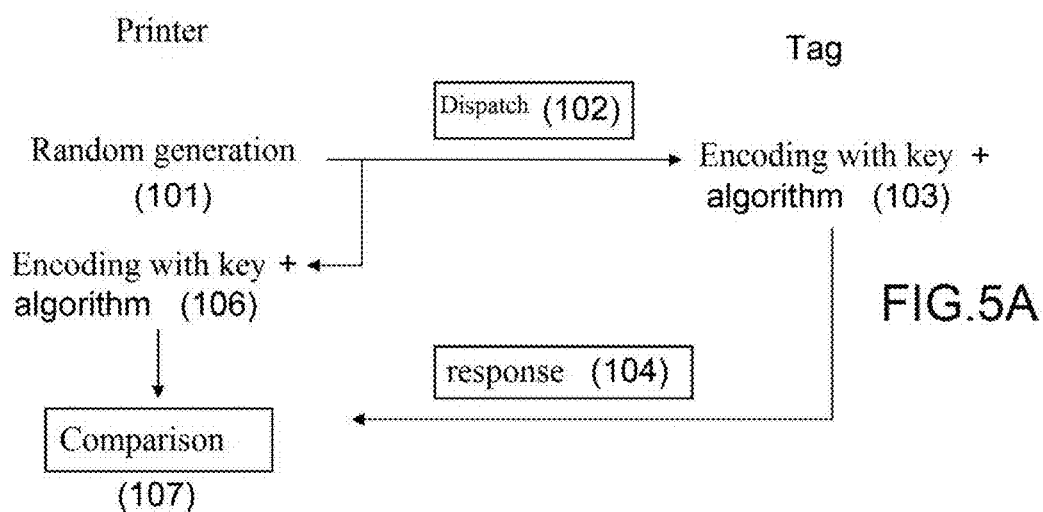 Printer
Tag
Dispatch (102)
Random generation
(101)
Encoding with key +
algorithm (103)
Encoding with key +
algorithm (106)
FIG.5A
response (104)
Comparison
(107)